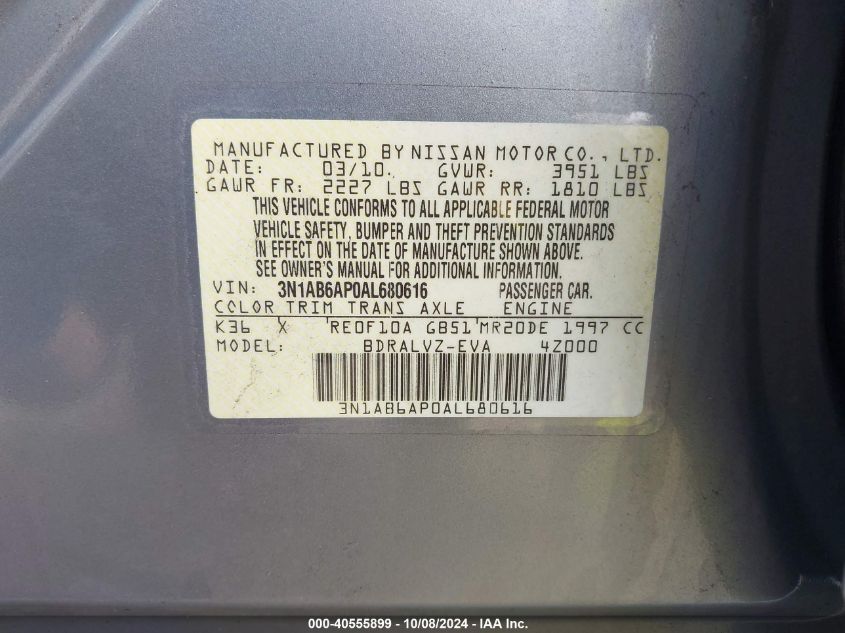 MANUFACTURED BY NISSAN MOTOR CO., LTD.
DATE: 03/10. GVWR: 3951 LBS
GAWR FR: 2227 LBS GAWR RR: 1810 LBS
THIS VEHICLE CONFORMS TO ALL APPLICABLE FEDERAL MOTOR
VEHICLE SAFETY, BUMPER AND THEFT PREVENTION STANDARDS
IN EFFECT ON THE DATE OF MANUFACTURE SHOWN ABOVE.
SEE OWNER'S MANUAL FOR ADDITIONAL INFORMATION.
VIN: 3N1AB6AP0AL680616 PASSENGER CAR.
COLOR TRIM TRANS AXLE ENGINE
K36 X RE0F10A GB51 MR20DE 1997 CC
MODEL: BDRALVZ-EVA 4Z000
3N1AB6AP0AL680616
000-40555899 - 10/08/2024 - IAA Inc.